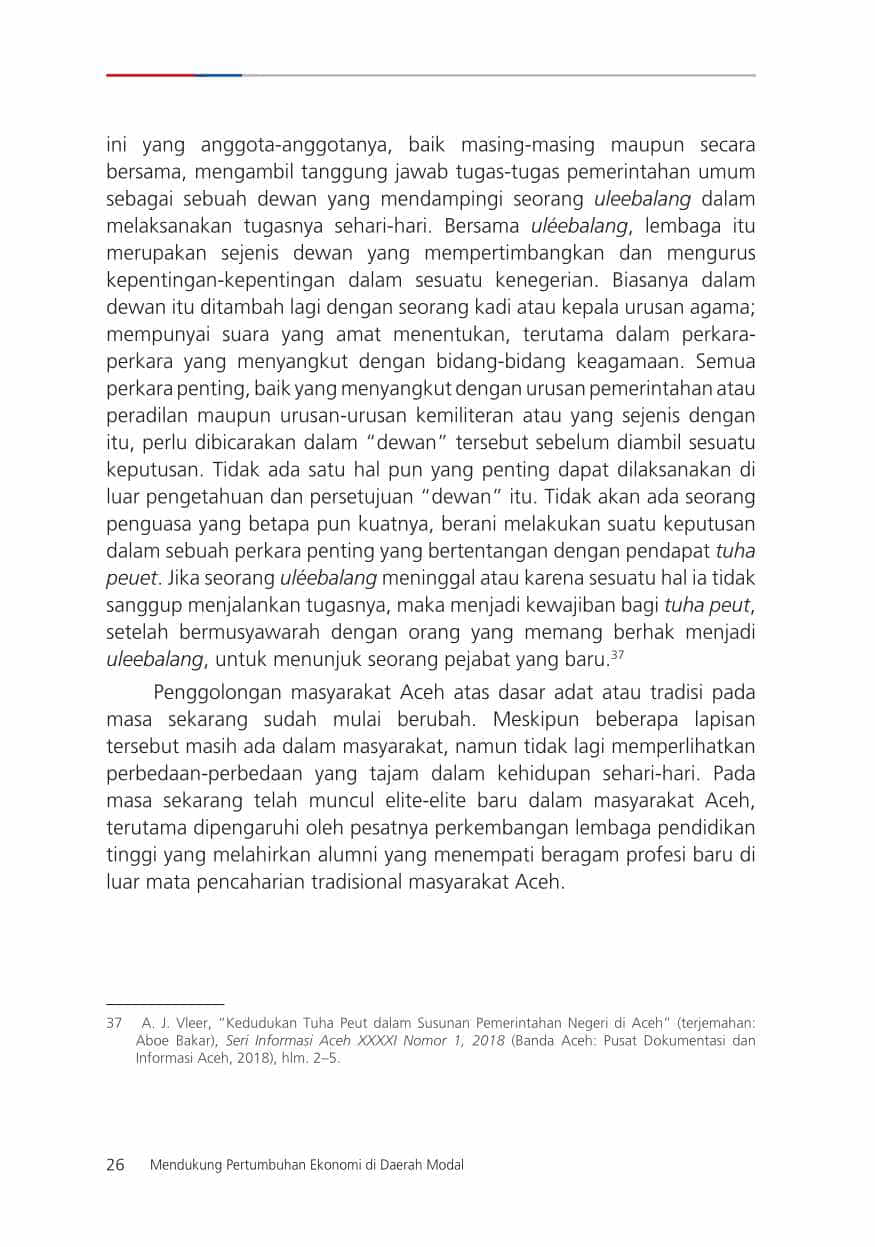 ini yang anggota-anggotanya, baik masing-masing maupun secara
bersama, mengambil tanggung jawab tugas-tugas pemerintahan umum
sebagai sebuah dewan yang mendampingi seorang uleebalang dalam
melaksanakan tugasnya sehari-hari. Bersama uléebalang, lembaga itu
merupakan sejenis dewan yang mempertimbangkan dan mengurus
kepentingan-kepentingan dalam sesuatu kenegerian. Biasanya dalam
dewan itu ditambah lagi dengan seorang kadi atau kepala urusan agama;
mempunyai suara yang amat menentukan, terutama dalam perkara-
perkara yang menyangkut dengan bidang-bidang keagamaan. Semua
perkara penting, baik yang menyangkut dengan urusan pemerintahan atau
peradilan maupun urusan-urusan kemiliteran atau yang sejenis dengan
itu, perlu dibicarakan dalam “dewan” tersebut sebelum diambil sesuatu
keputusan. Tidak ada satu hal pun yang penting dapat dilaksanakan di
luar pengetahuan dan persetujuan “dewan” itu. Tidak akan ada seorang
penguasa yang betapa pun kuatnya, berani melakukan suatu keputusan
dalam sebuah perkara penting yang bertentangan dengan pendapat tuha
peuet. Jika seorang uléebalang meninggal atau karena sesuatu hal ia tidak
sanggup menjalankan tugasnya, maka menjadi kewajiban bagi tuha peut,
setelah bermusyawarah dengan orang yang memang berhak menjadi
uleebalang, untuk menunjuk seorang pejabat yang baru.37
Penggolongan masyarakat Aceh atas dasar adat atau tradisi pada
masa sekarang sudah mulai berubah. Meskipun beberapa lapisan
tersebut masih ada dalam masyarakat, namun tidak lagi memperlihatkan
perbedaan-perbedaan yang tajam dalam kehidupan sehari-hari. Pada
masa sekarang telah muncul elite-elite baru dalam masyarakat Aceh,
terutama dipengaruhi oleh pesatnya perkembangan lembaga pendidikan
tinggi yang melahirkan alumni yang menempati beragam profesi baru di
luar mata pencaharian tradisional masyarakat Aceh.
37 A. J. Vleer, “Kedudukan Tuha Peut dalam Susunan Pemerintahan Negeri di Aceh” (terjemahan:
Aboe Bakar), Seri Informasi Aceh XXXXI Nomor 1, 2018 (Banda Aceh: Pusat Dokumentasi dan
Informasi Aceh, 2018), hlm. 2–5.
26 Mendukung Pertumbuhan Ekonomi di Daerah Modal